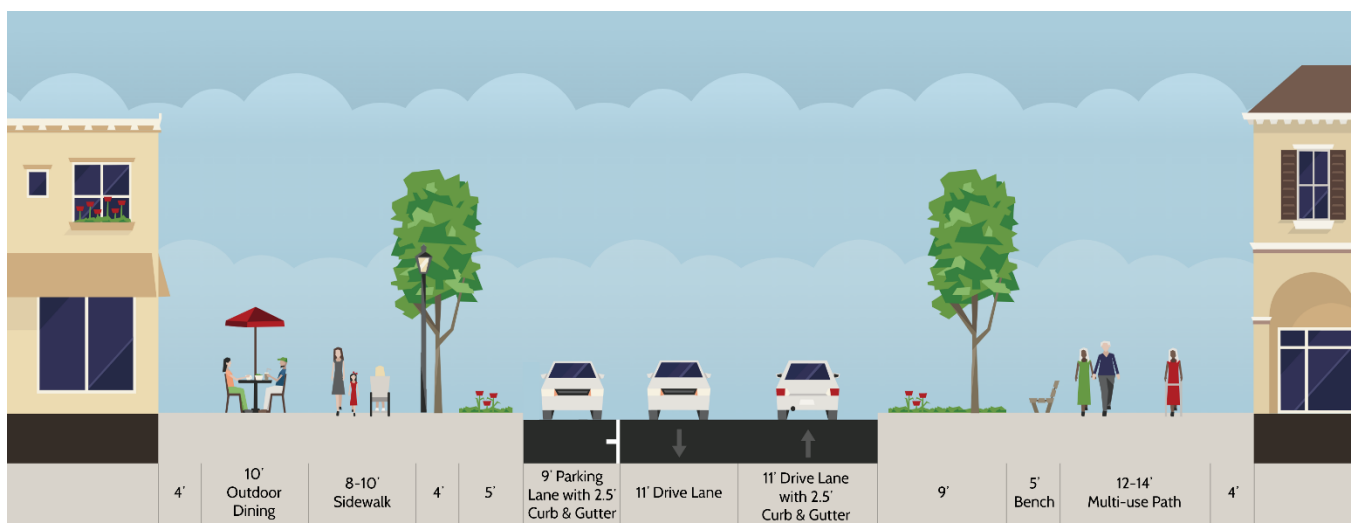 4'
10'
Outdoor
Dining
8-10'
Sidewalk
4'
5'
9' Parking
Lane with 2.5'
Curb & Gutter
11' Drive Lane
11' Drive Lane
with 2.5'
Curb & Gutter
9'
5'
Bench
12-14'
Multi-use Path
4'